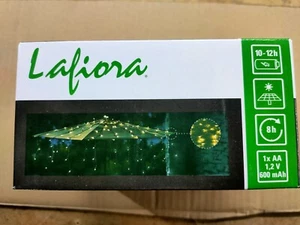 Lafiora®
10-12h
8h
1x AA
1,2 V
600 mAh